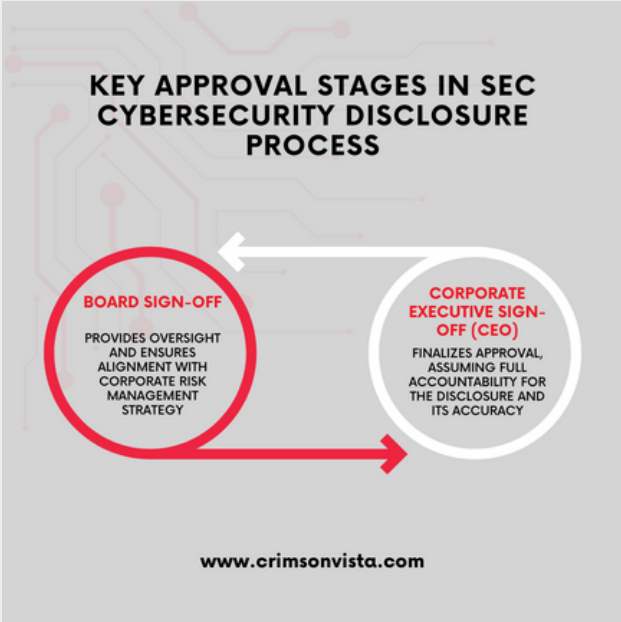 KEY APPROVAL STAGES IN SEC
CYBERSECURITY DISCLOSURE
PROCESS
BOARD SIGN-OFF
PROVIDES OVERSIGHT
AND ENSURES
ALIGNMENT WITH
CORPORATE RISK
MANAGEMENT
STRATEGY
CORPORATE
EXECUTIVE SIGN-
OFF (CEO)
FINALIZES APPROVAL,
ASSUMING FULL
ACCOUNTABILITY FOR
THE DISCLOSURE AND
ITS ACCURACY
www.crimsonvista.com